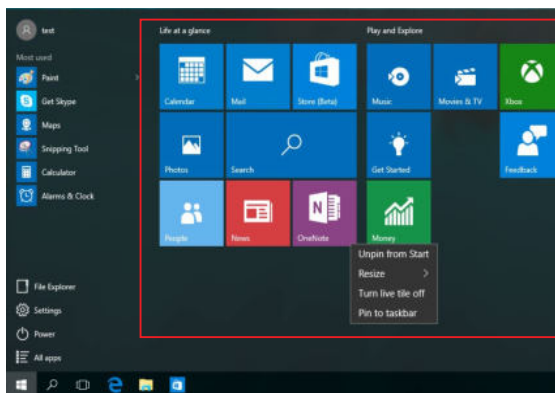 test
Most used
Paint
Get Skype
Maps
Snipping Tool
Calculator
Alarms & Clock
File Explorer
Settings
Power
All apps
Life at a glance
Calendar
Mail
Store (Beta)
Photos
Search
People
News
OneNote
N
Play and Explore
Music
Movies & TV
Xbox
Get Started
Feedback
Money
Unpin from Start
Resize
Turn live tile off
Pin to taskbar